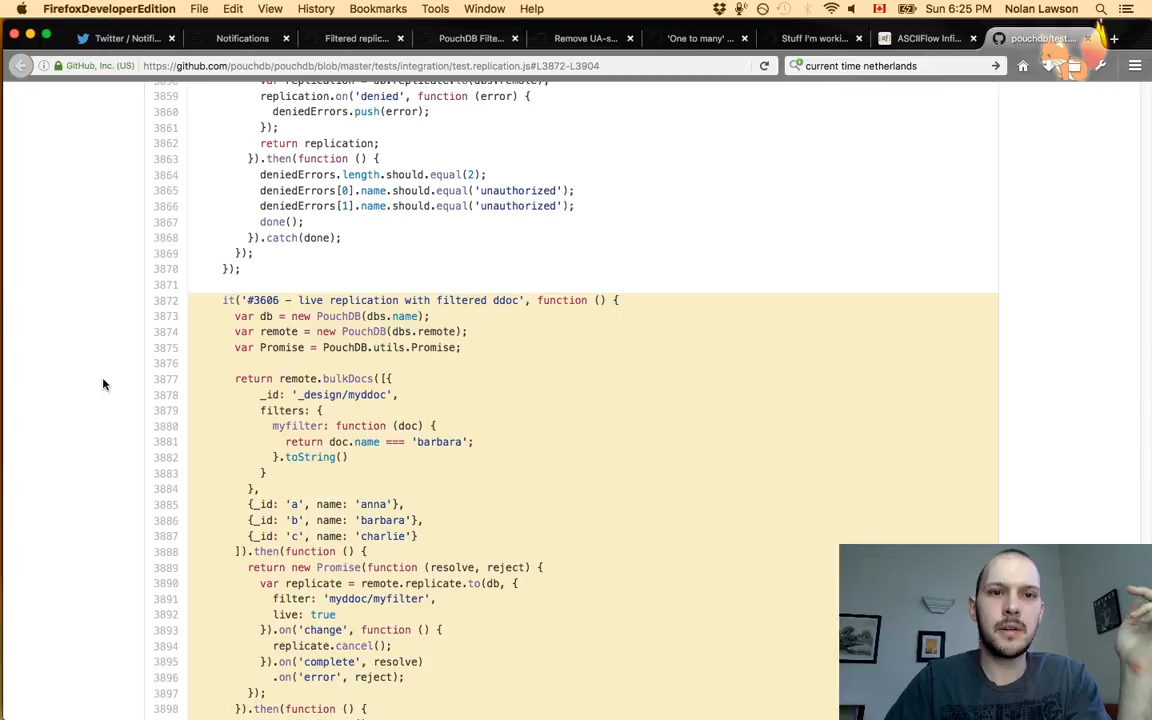 FirefoxDeveloperEdition File Edit View History Bookmarks Tools Window Help Sun 6:25 PM Nolan Lawson
Twitter / Notifi... Notifications Filtered replic... PouchDB Filte... Remove UA-s... 'One to many' ... Stuff I'm worki... ASCIIFlow Infi... pouchdb/test.
GitHub, Inc. (US) https://github.com/pouchdb/pouchdb/blob/master/tests/integration/test.replication.js#L3872-L3904 current time netherlands
3859 replication.on('denied', function (error) {
3860 deniedErrors.push(error);
3861 });
3862 return replication;
3863 }).then(function () {
3864 deniedErrors.length.should.equal(2);
3865 deniedErrors[0].name.should.equal('unauthorized');
3866 deniedErrors[1].name.should.equal('unauthorized');
3867 done();
3868 }).catch(done);
3869 });
3870 });
3871
3872 it('#3606 - live replication with filtered ddoc', function () {
3873 var db = new PouchDB(dbs.name);
3874 var remote = new PouchDB(dbs.remote);
3875 var Promise = PouchDB.utils.Promise;
3876
3877 return remote.bulkDocs([{
3878 _id: '_design/myddoc',
3879 filters: {
3880 myfilter: function (doc) {
3881 return doc.name === 'barbara';
3882 }.toString()
3883 }
3884 },
3885 {_id: 'a', name: 'anna'},
3886 {_id: 'b', name: 'barbara'},
3887 {_id: 'c', name: 'charlie'}
3888 ]).then(function () {
3889 return new Promise(function (resolve, reject) {
3890 var replicate = remote.replicate.to(db, {
3891 filter: 'myddoc/myfilter',
3892 live: true
3893 }).on('change', function () {
3894 replicate.cancel();
3895 }).on('complete', resolve)
3896 .on('error', reject);
3897 });
3898 }).then(function () {